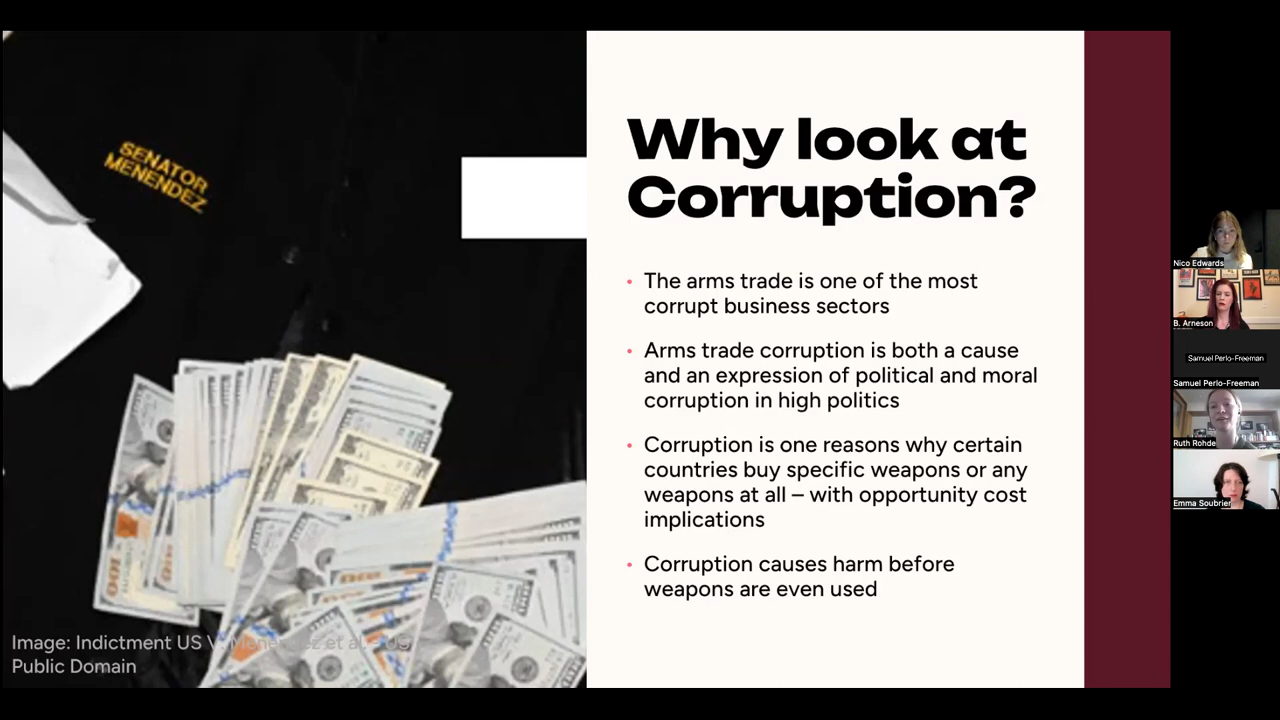 SENATOR
MENENDEZ
Why look at
Corruption?
• The arms trade is one of the most
corrupt business sectors
• Arms trade corruption is both a cause
and an expression of political and moral
corruption in high politics
• Corruption is one reasons why certain
countries buy specific weapons or any
weapons at all – with opportunity cost
implications
• Corruption causes harm before
weapons are even used
Image: Indictment US V. Menendez et al. - US
Public Domain
Nico Edwards
B. Arneson
Samuel Perlo-Freeman
Samuel Perlo-Freeman
Ruth Rohde
Emma Soubrier